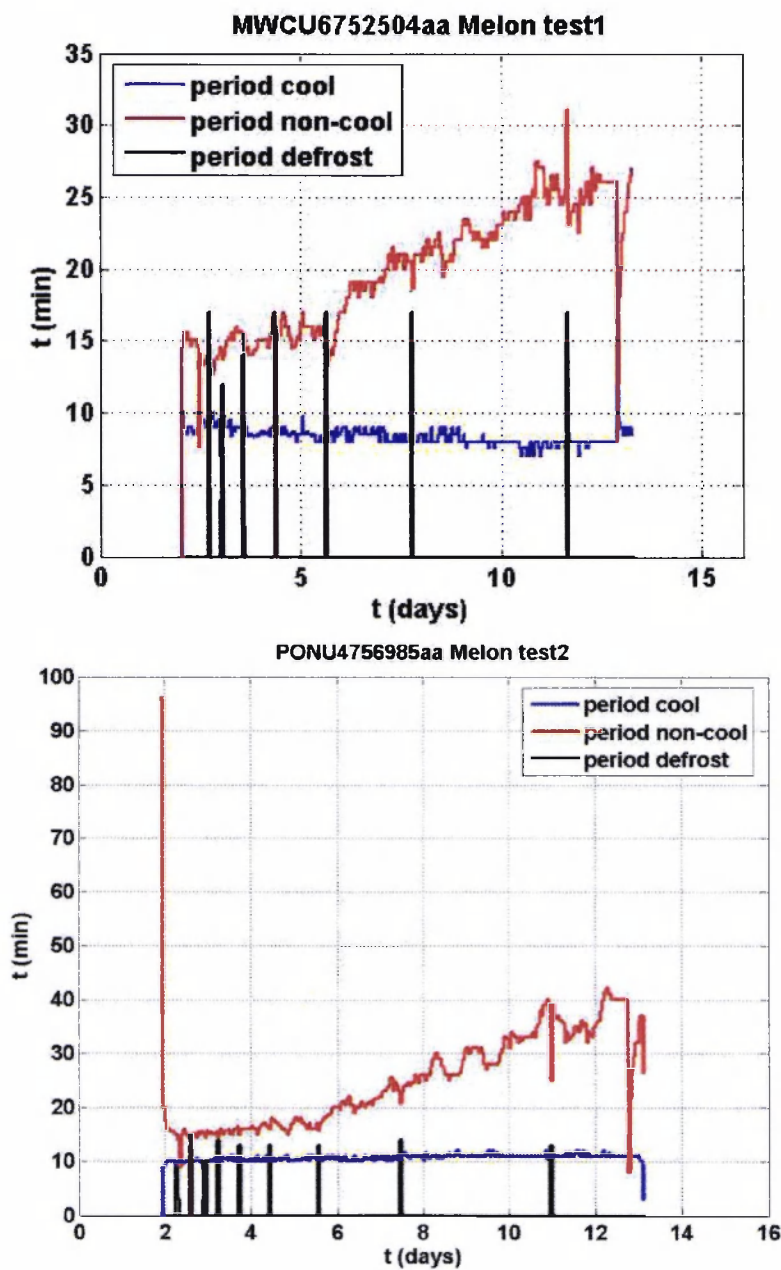 MWCU6752504aa Melon test1
35
30
25
20
15
10
5
0
t (min)
period cool
period non-cool
period defrost
0 5 10 15
t (days)
PONU4756985aa Melon test2
100
90
80
70
60
50
40
30
20
10
0
t (min)
period cool
period non-cool
period defrost
0 2 4 6 8 10 12 14 16
t (days)